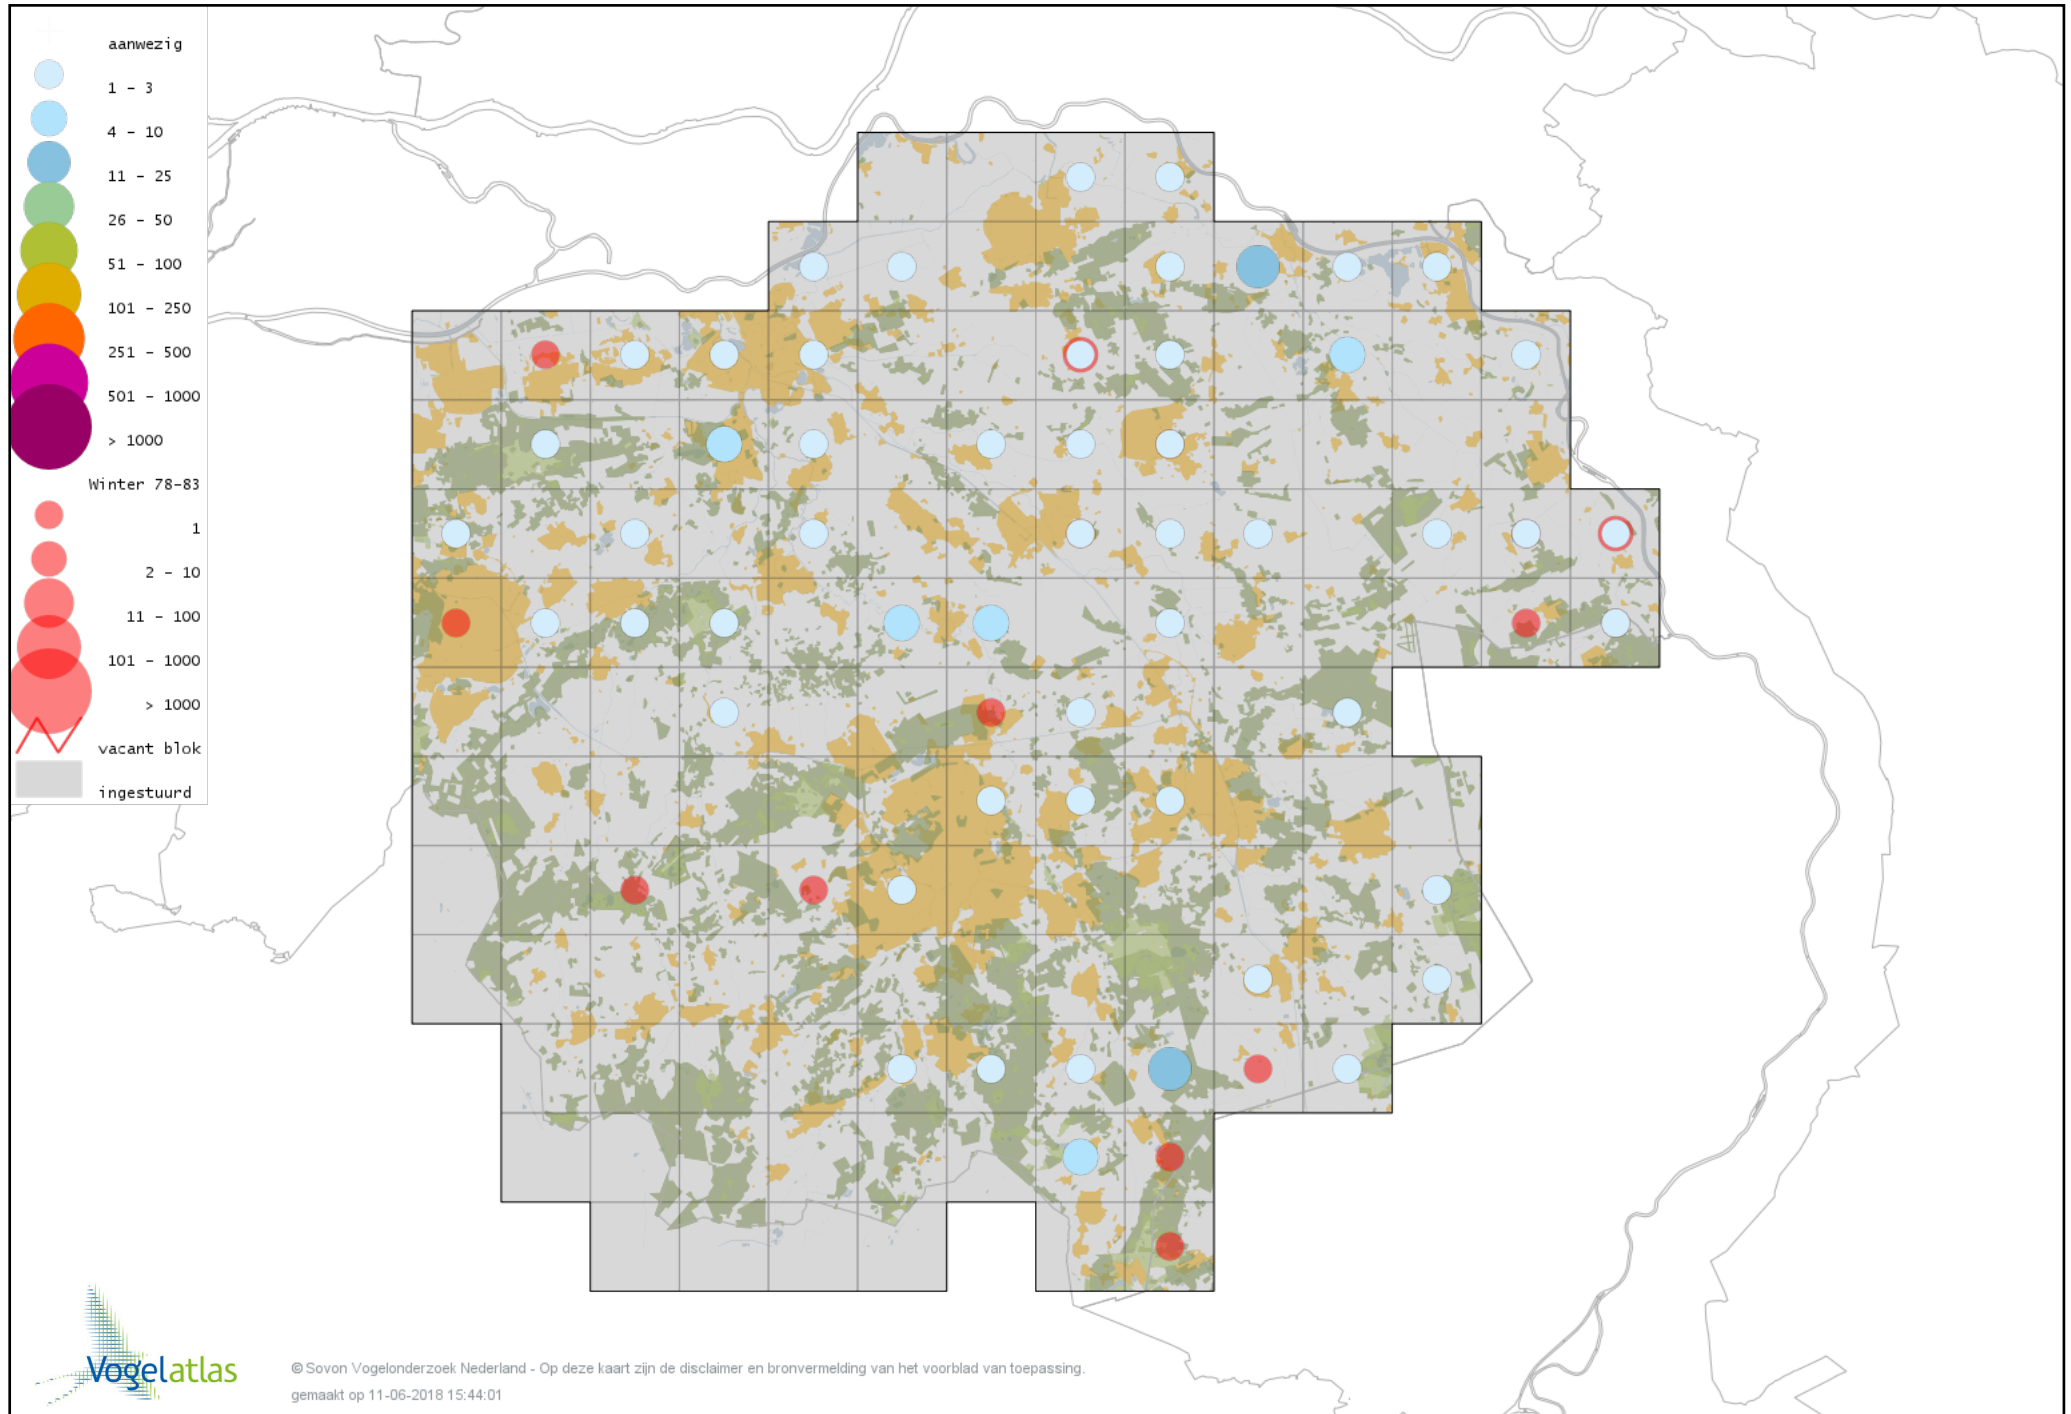 aanwezig
1 – 3
4 – 10
11 – 25
26 – 50
51 – 100
101 – 250
251 – 500
501 – 1000
> 1000
Winter 78-83
1
2 – 10
11 – 100
101 – 1000
> 1000
vacant blok
ingestuurd
Vogelatlas
© Sovon Vogelonderzoek Nederland - Op deze kaart zijn de disclaimer en bronvermelding van het voorblad van toepassing.
gemaakt op 11-06-2018 15:44:01